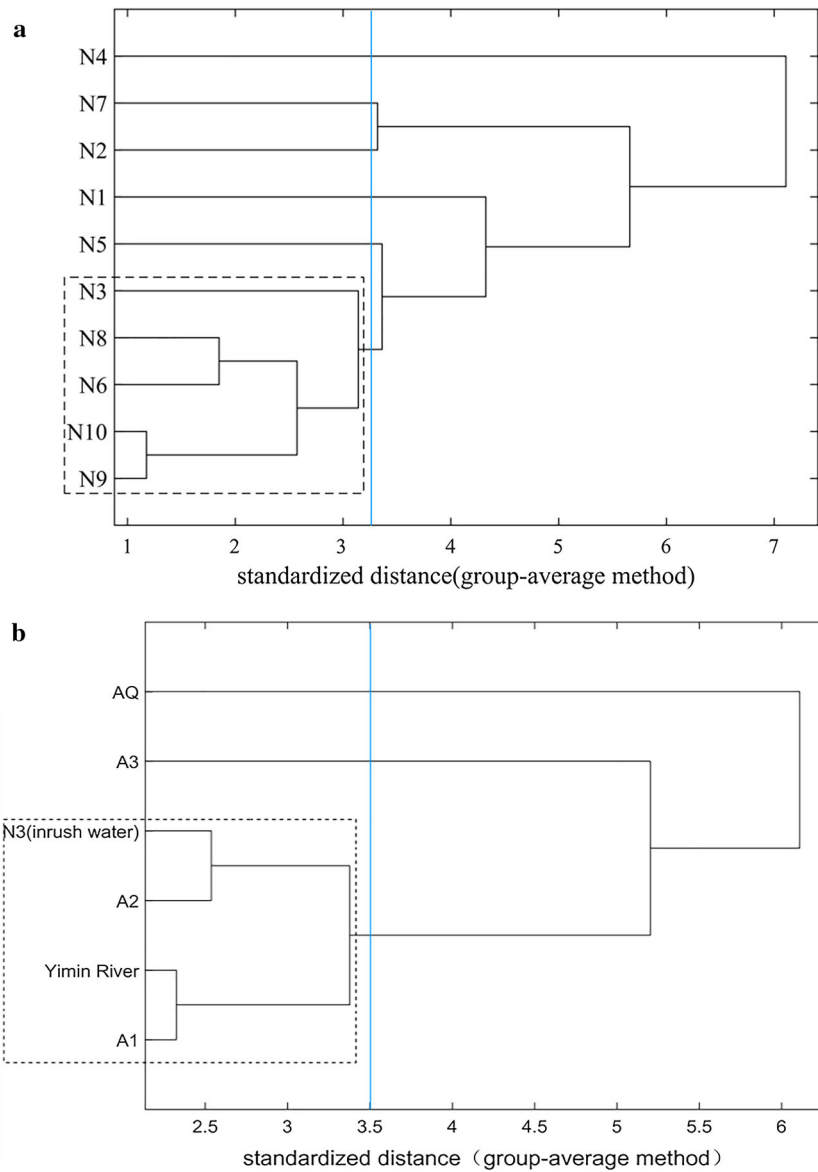 a
N4
N7
N2
N1
N5
N3
N8
N6
N10
N9
1 2 3 4 5 6 7
standardized distance(group-average method)
b
AQ
A3
N3(inrush water)
A2
Yimin River
A1
2.5 3 3.5 4 4.5 5 5.5 6
standardized distance（group-average method）